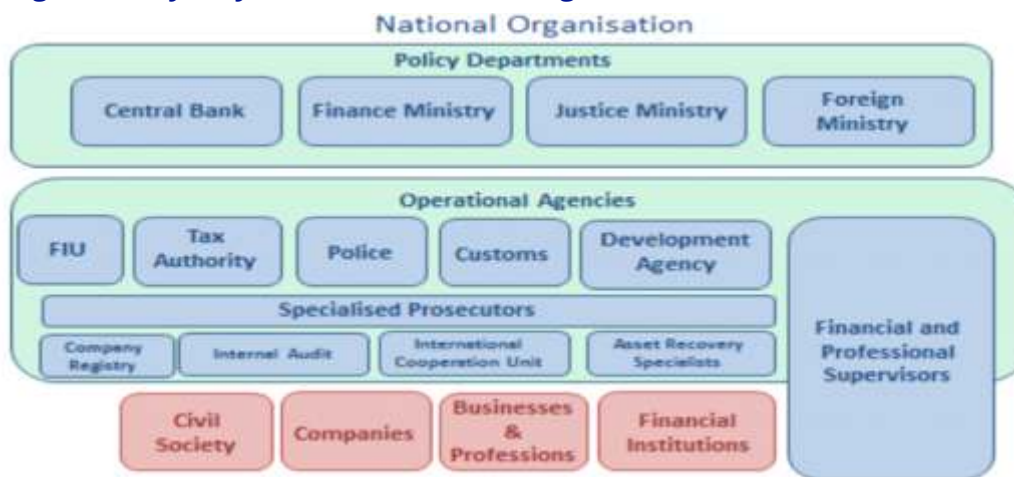 National Organisation
Policy Departments
Central Bank
Finance Ministry
Justice Ministry
Foreign
Ministry
Operational Agencies
FIU
Tax
Authority
Police
Customs
Development
Agency
Specialised Prosecutors
Company
Registry
Internal Audit
International
Cooperation Unit
Asset Recovery
Specialists
Financial and
Professional
Supervisors
Civil
Society
Companies
Businesses
&
Professions
Financial
Institutions